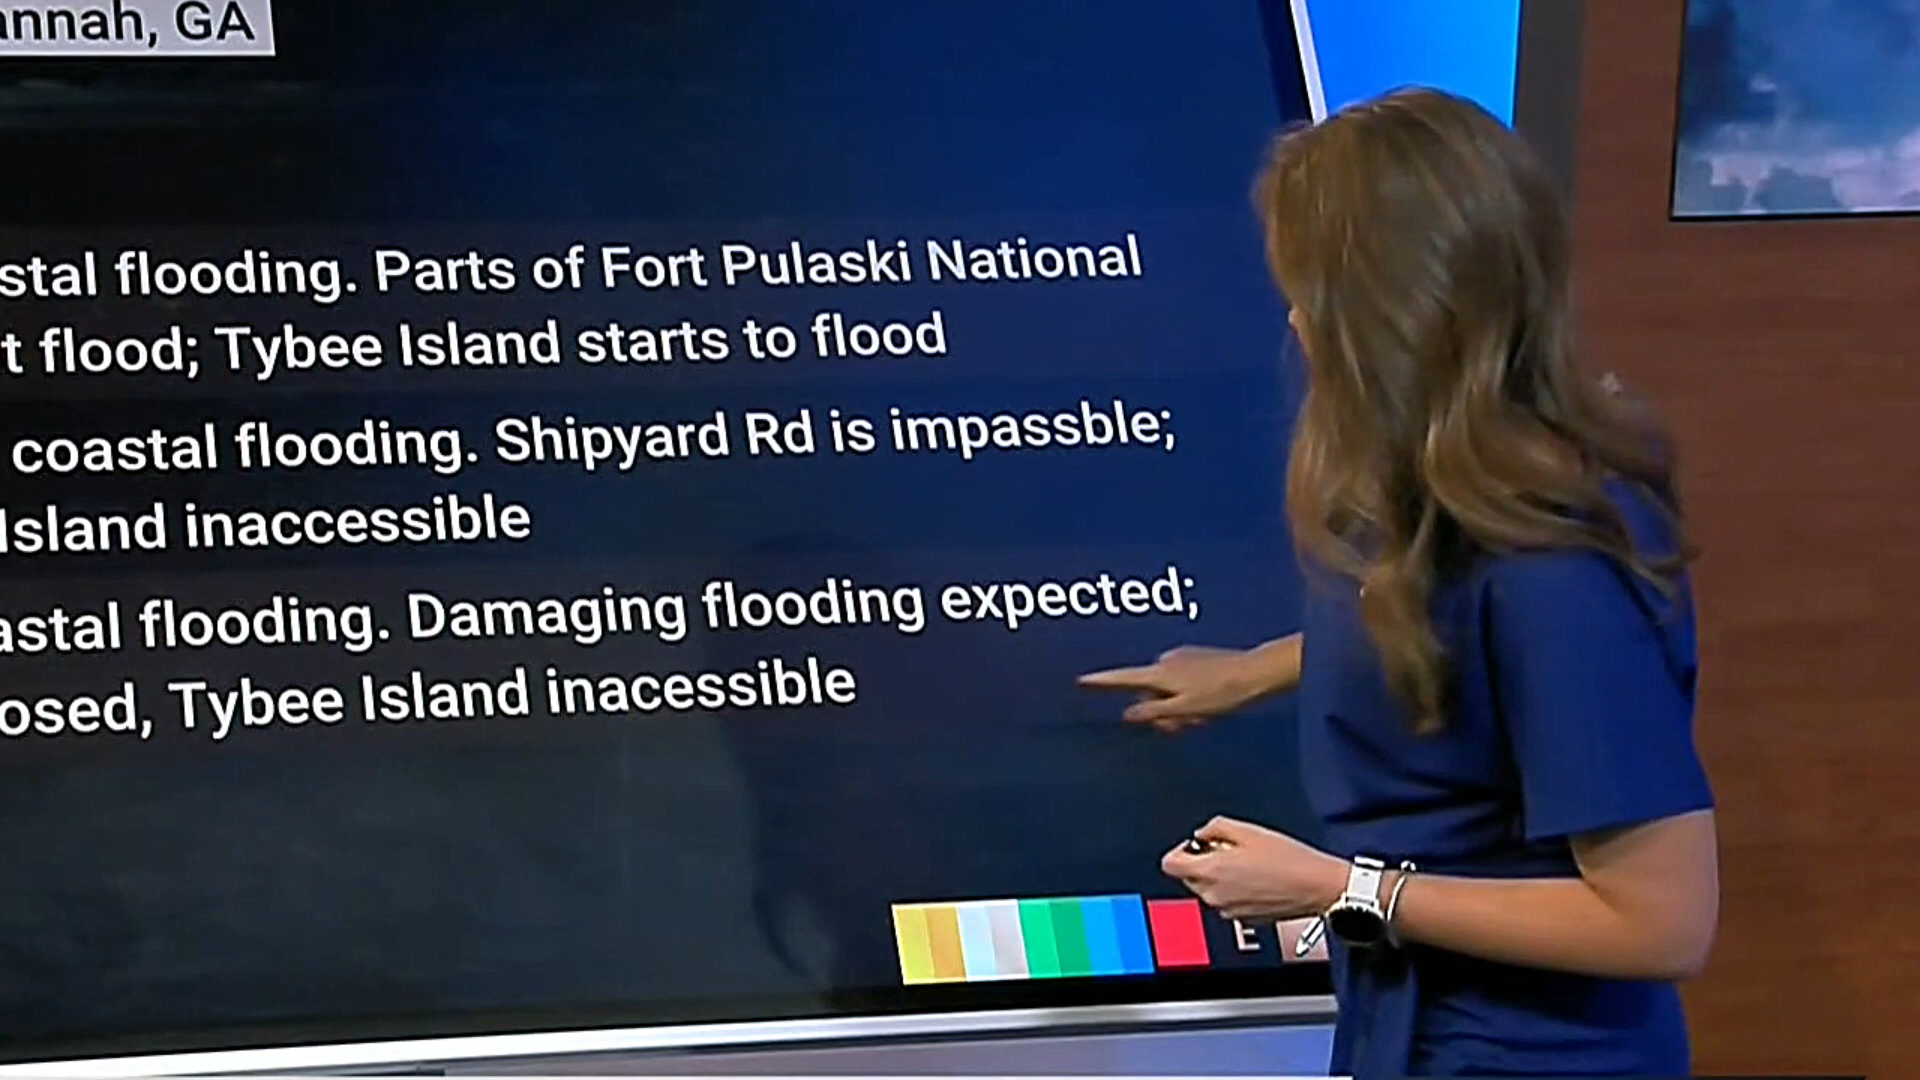 annah, GA
stal flooding. Parts of Fort Pulaski National
t flood; Tybee Island starts to flood
coastal flooding. Shipyard Rd is impassble;
Island inaccessible
astal flooding. Damaging flooding expected;
osed, Tybee Island inacessible
E